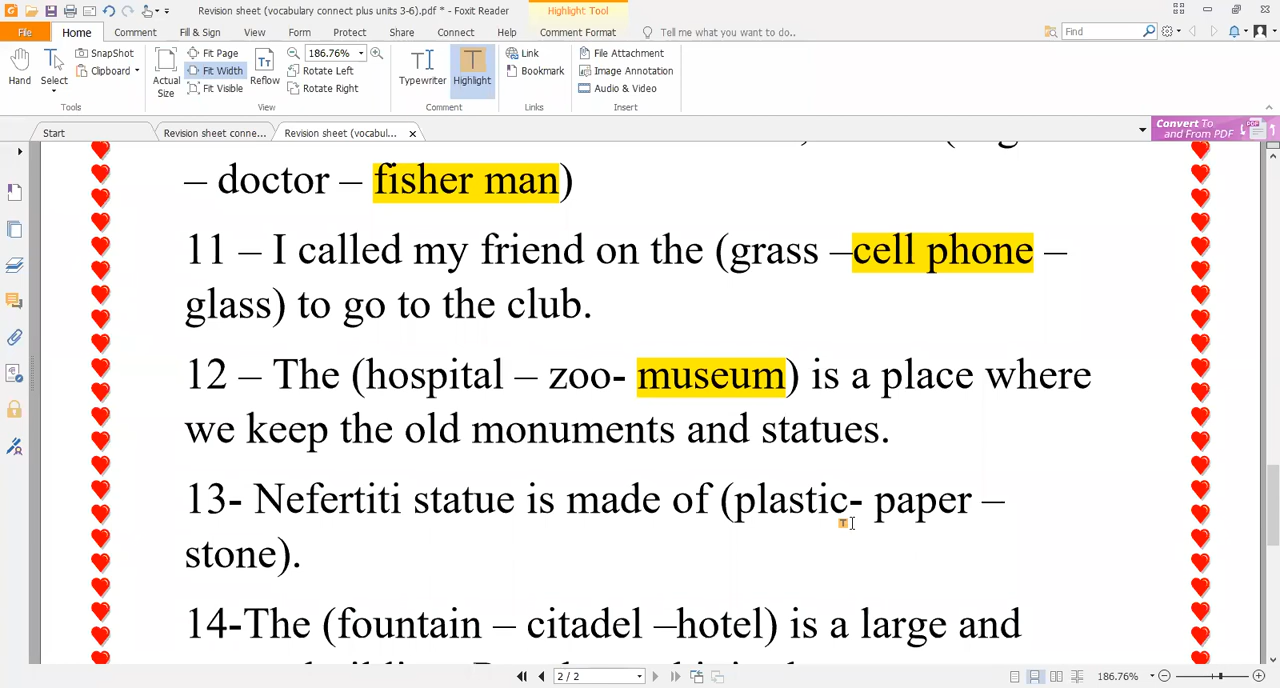 Revision sheet (vocabulary connect plus units 3-6).pdf * - Foxit Reader
Highlight Tool
File Home Comment Fill & Sign View Form Protect Share Connect Help Comment Format Tell me what you want to do.. Find
Hand
Select
SnapShot
Clipboard
Actual Size
Fit Page
Fit Width
Fit Visible
Reflow
186.76%
Rotate Left
Rotate Right
Typewriter
Highlight
Link
Bookmark
File Attachment
Image Annotation
Audio & Video
Tools View Comment Links Insert
Start Revision sheet conne... Revision sheet (vocabul... Convert To and From PDF
– doctor – fisher man)
11 – I called my friend on the (grass –cell phone –
glass) to go to the club.
12 – The (hospital – zoo- museum) is a place where
we keep the old monuments and statues.
13- Nefertiti statue is made of (plastic- paper –
stone).
14-The (fountain – citadel –hotel) is a large and
2 / 2 186.76%